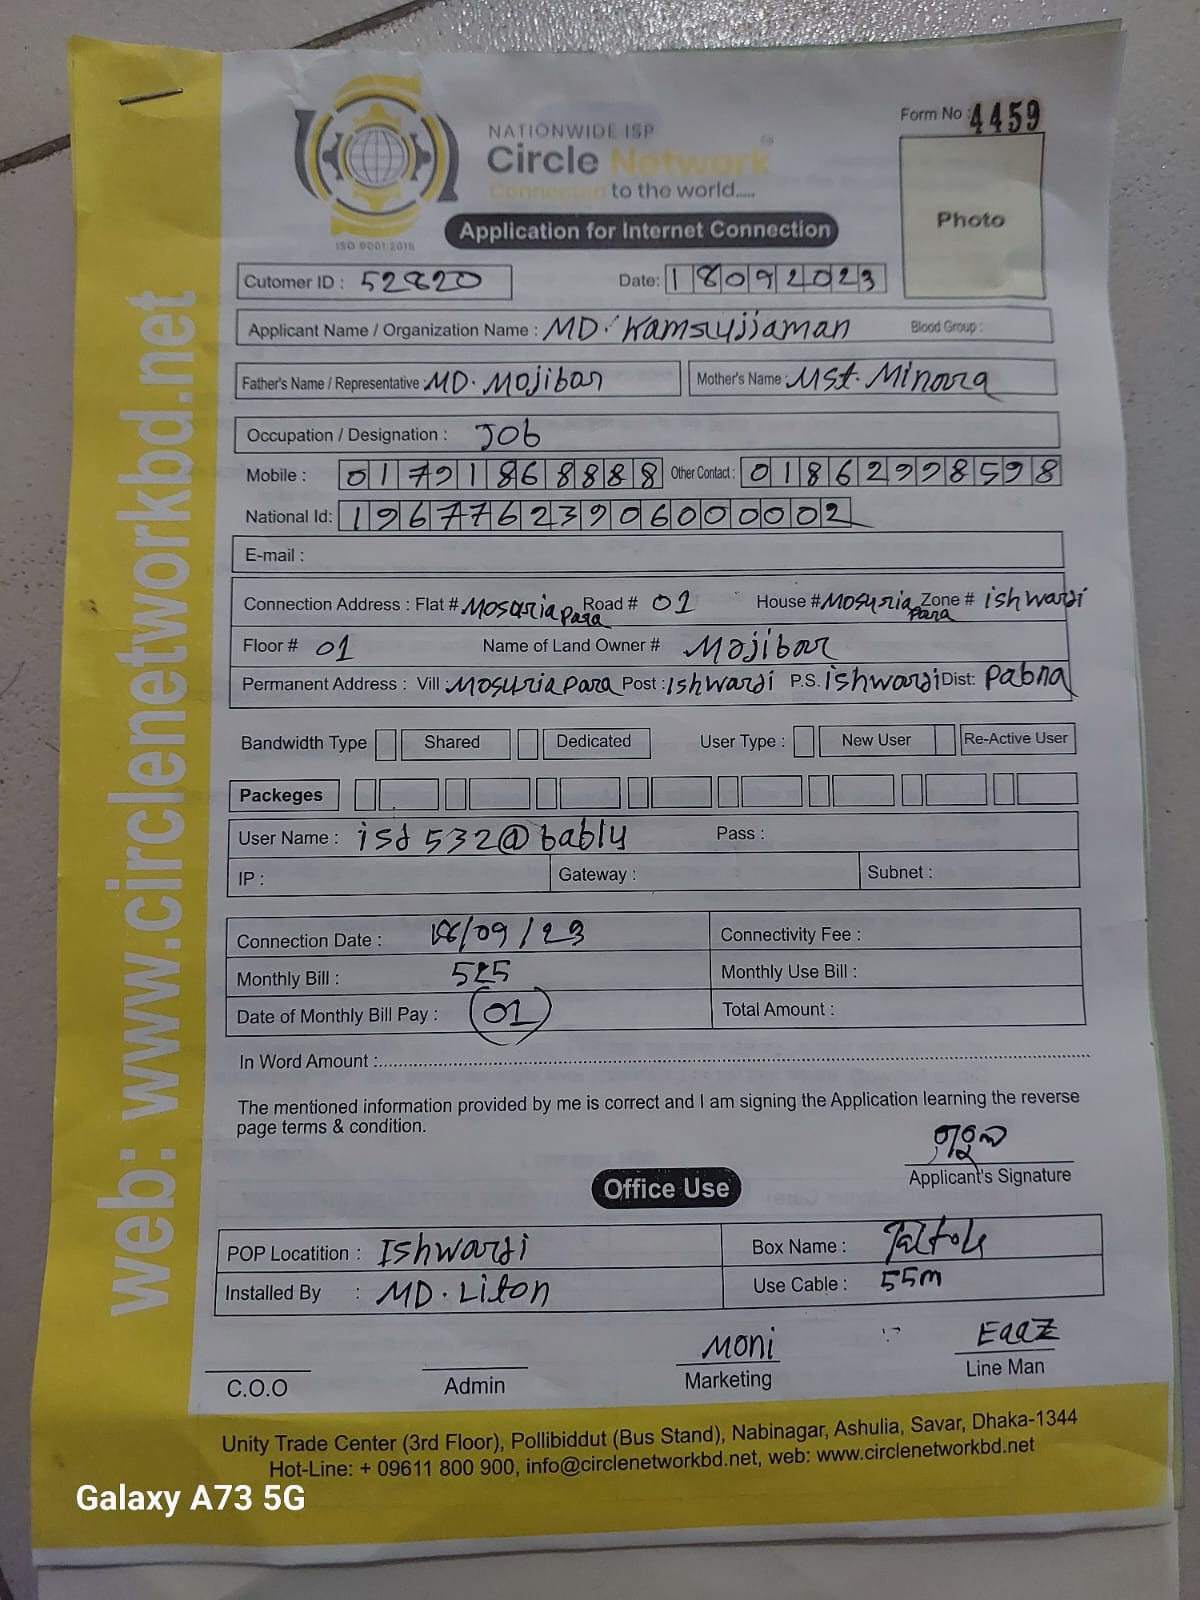 Form No : 4459
NATIONWIDE ISP
Circle Network
Connected to the world.....
ISO 9001:2015
Application for Internet Connection
Photo
Cutomer ID : 52820 Date: 18092023
Applicant Name / Organization Name : MD. Kamsujjaman Blood Group :
Father's Name / Representative MD. Mojibar Mother's Name : Mst. Minoara
Occupation / Designation : Job
Mobile : 01791868888 Other Contact : 01862998598
National Id: 19677623906000002
E-mail :
Connection Address : Flat # Mosuria para Road # 01 House # Mosuria para Zone # ishwardi
Floor # 01 Name of Land Owner # Mojibar
Permanent Address : Vill Mosuria para Post : Ishwardi P.S. ishwardi Dist: Pabna
Bandwidth Type Shared Dedicated User Type : New User Re-Active User
Packeges
User Name : isd532@bablu Pass :
IP : Gateway : Subnet :
Connection Date : 18/09/23 Connectivity Fee :
Monthly Bill : 525 Monthly Use Bill :
Date of Monthly Bill Pay : 01 Total Amount :
In Word Amount :
The mentioned information provided by me is correct and I am signing the Application learning the reverse
page terms & condition.
Applicant's Signature
Office Use
POP Locatition : Ishwardi Box Name :
Installed By : MD. Liton Use Cable : 55m
Moni Eaaz
C.O.O Admin Marketing Line Man
Unity Trade Center (3rd Floor), Pollibiddut (Bus Stand), Nabinagar, Ashulia, Savar, Dhaka-1344
Hot-Line: + 09611 800 900, info@circlenetworkbd.net, web: www.circlenetworkbd.net
web: www.circlenetworkbd.net
Galaxy A73 5G